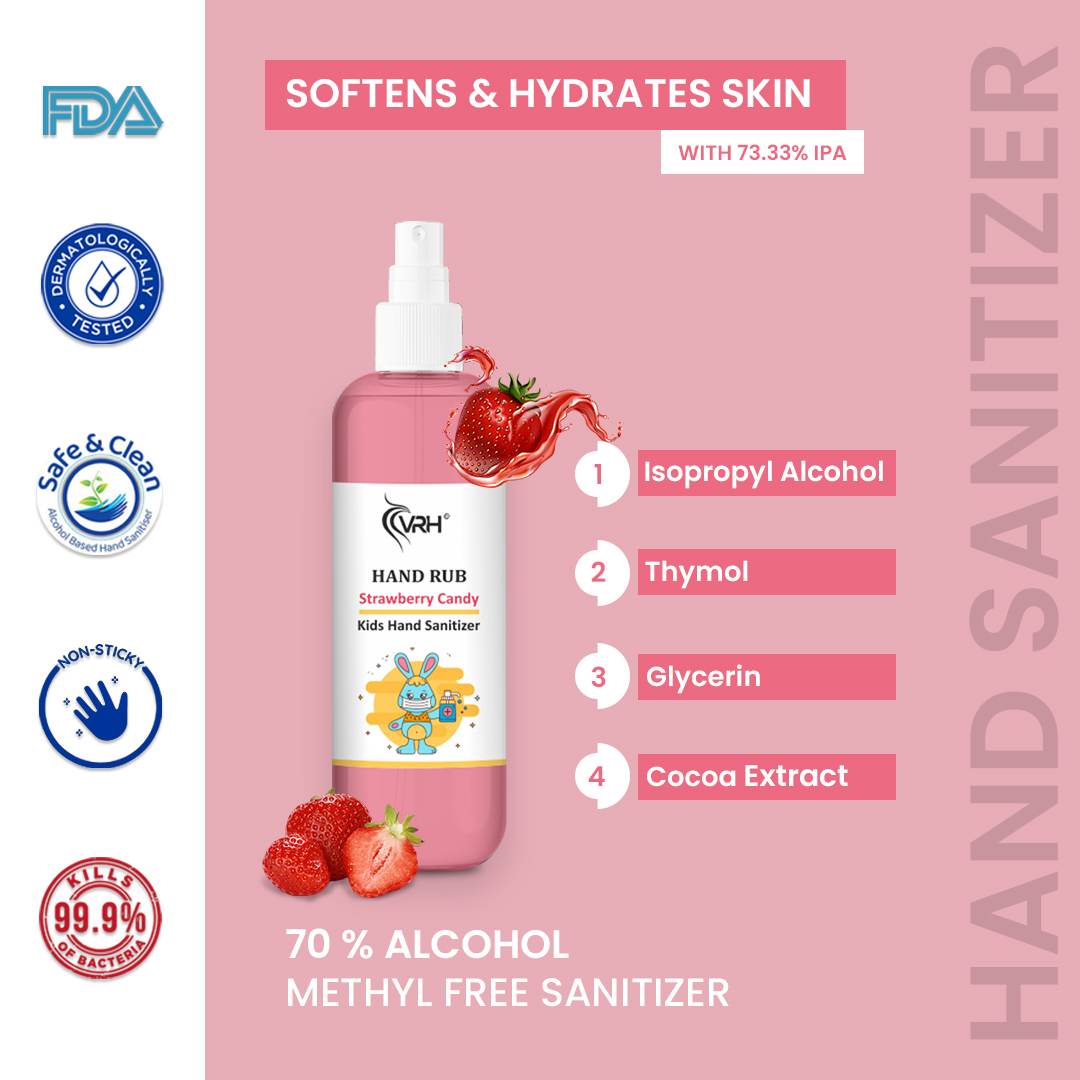 FDA
DERMATOLOGICALLY
TESTED
Safe & Clean
Alcohol Based Hand Sanitiser
NON-STICKY
KILLS
99.9%
OF BACTERIA
SOFTENS & HYDRATES SKIN
WITH 73.33% IPA
VRH
HAND RUB
Strawberry Candy
Kids Hand Sanitizer
1 Isopropyl Alcohol
2 Thymol
3 Glycerin
4 Cocoa Extract
70 % ALCOHOL
METHYL FREE SANITIZER
HAND SANITIZER